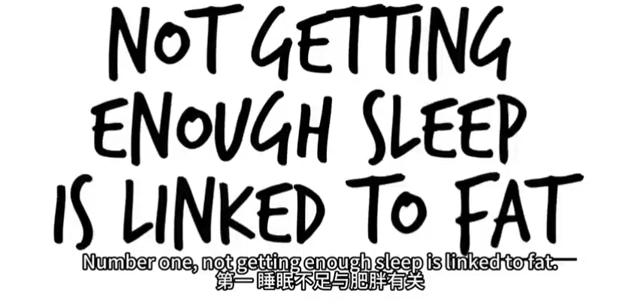 NOT GETTING
ENOUGH SLEEP
IS LINKED TO FAT
Number one, not getting enough sleep is linked to fat.
第一 睡眠不足与肥胖有关